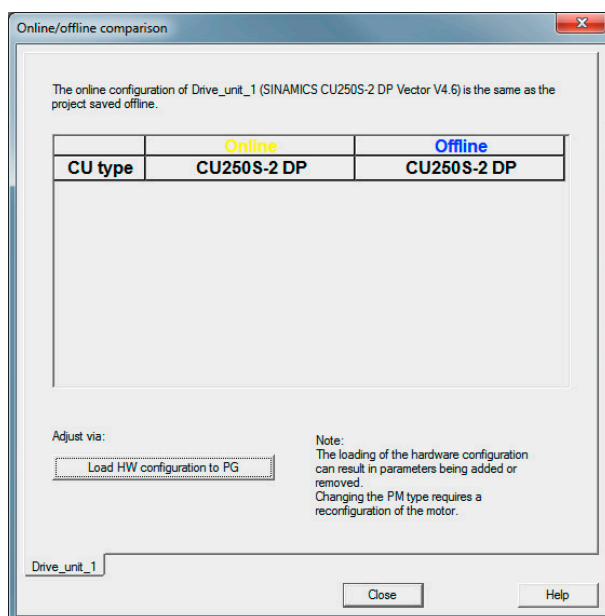 Online/offline comparison
The online configuration of Drive_unit_1 (SINAMICS CU250S-2 DP Vector V4.6) is the same as the
project saved offline.
Online Offline
CU type CU250S-2 DP CU250S-2 DP
Adjust via:
Load HW configuration to PG
Note:
The loading of the hardware configuration
can result in parameters being added or
removed.
Changing the PM type requires a
reconfiguration of the motor.
Drive_unit_1
Close Help